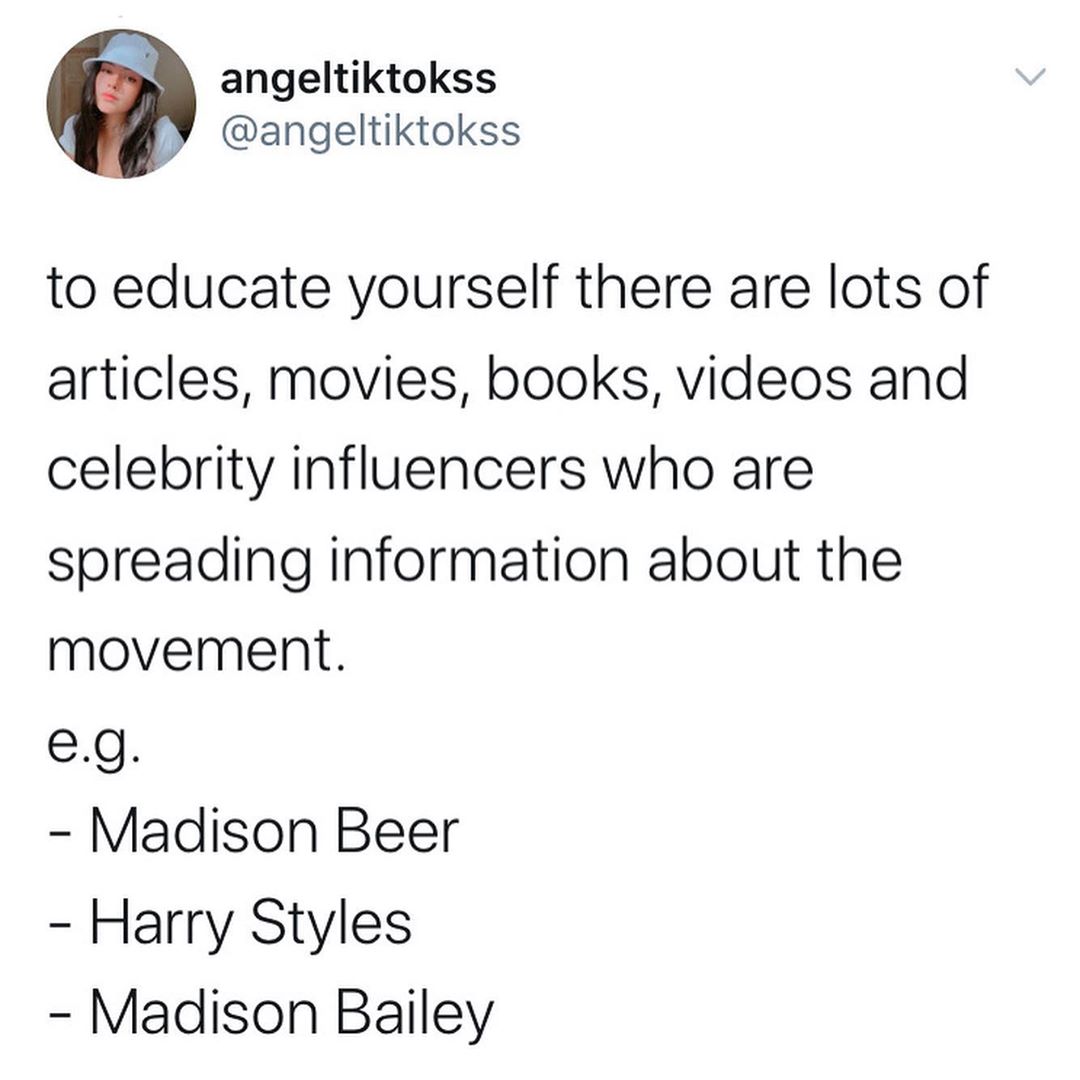 angeltiktokss
@angeltiktokss
to educate yourself there are lots of
articles, movies, books, videos and
celebrity influencers who are
spreading information about the
movement.
e.g.
- Madison Beer
- Harry Styles
- Madison Bailey